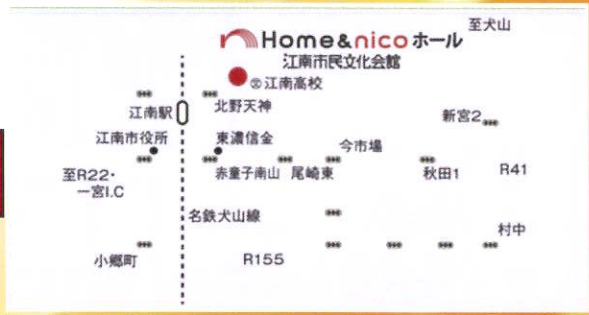 至犬山
Home&nicoホール
江南市民文化会館
㊫江南高校
江南駅
北野天神
新宮2
江南市役所
東濃信金
今市場
至R22・
一宮I.C
赤童子南山
尾崎東
秋田1
R41
名鉄犬山線
村中
小郷町
R155